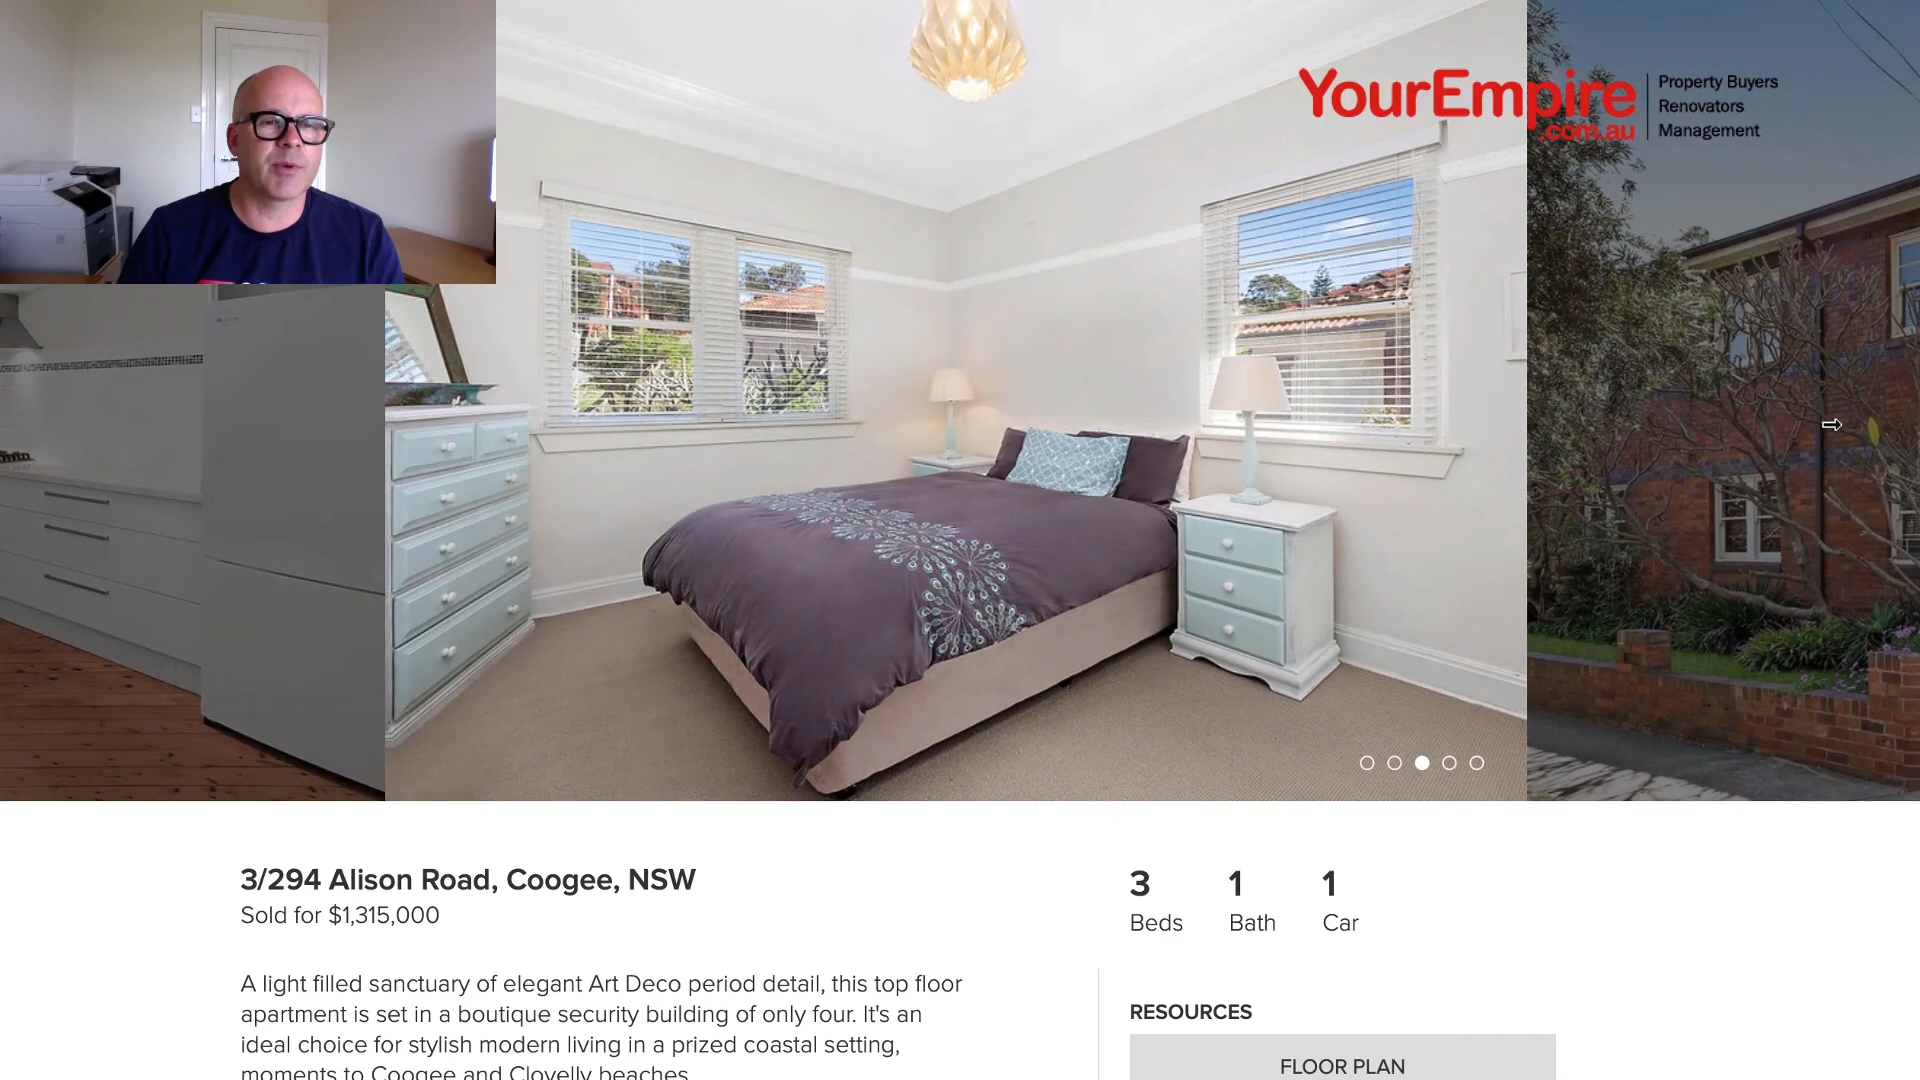 YourEmpire
.com.au
Property Buyers
Renovators
Management
3/294 Alison Road, Coogee, NSW
Sold for $1,315,000
3
Beds
1
Bath
1
Car
A light filled sanctuary of elegant Art Deco period detail, this top floor
apartment is set in a boutique security building of only four. It's an
ideal choice for stylish modern living in a prized coastal setting,
moments to Coogee and Clovelly beaches.
RESOURCES
FLOOR PLAN